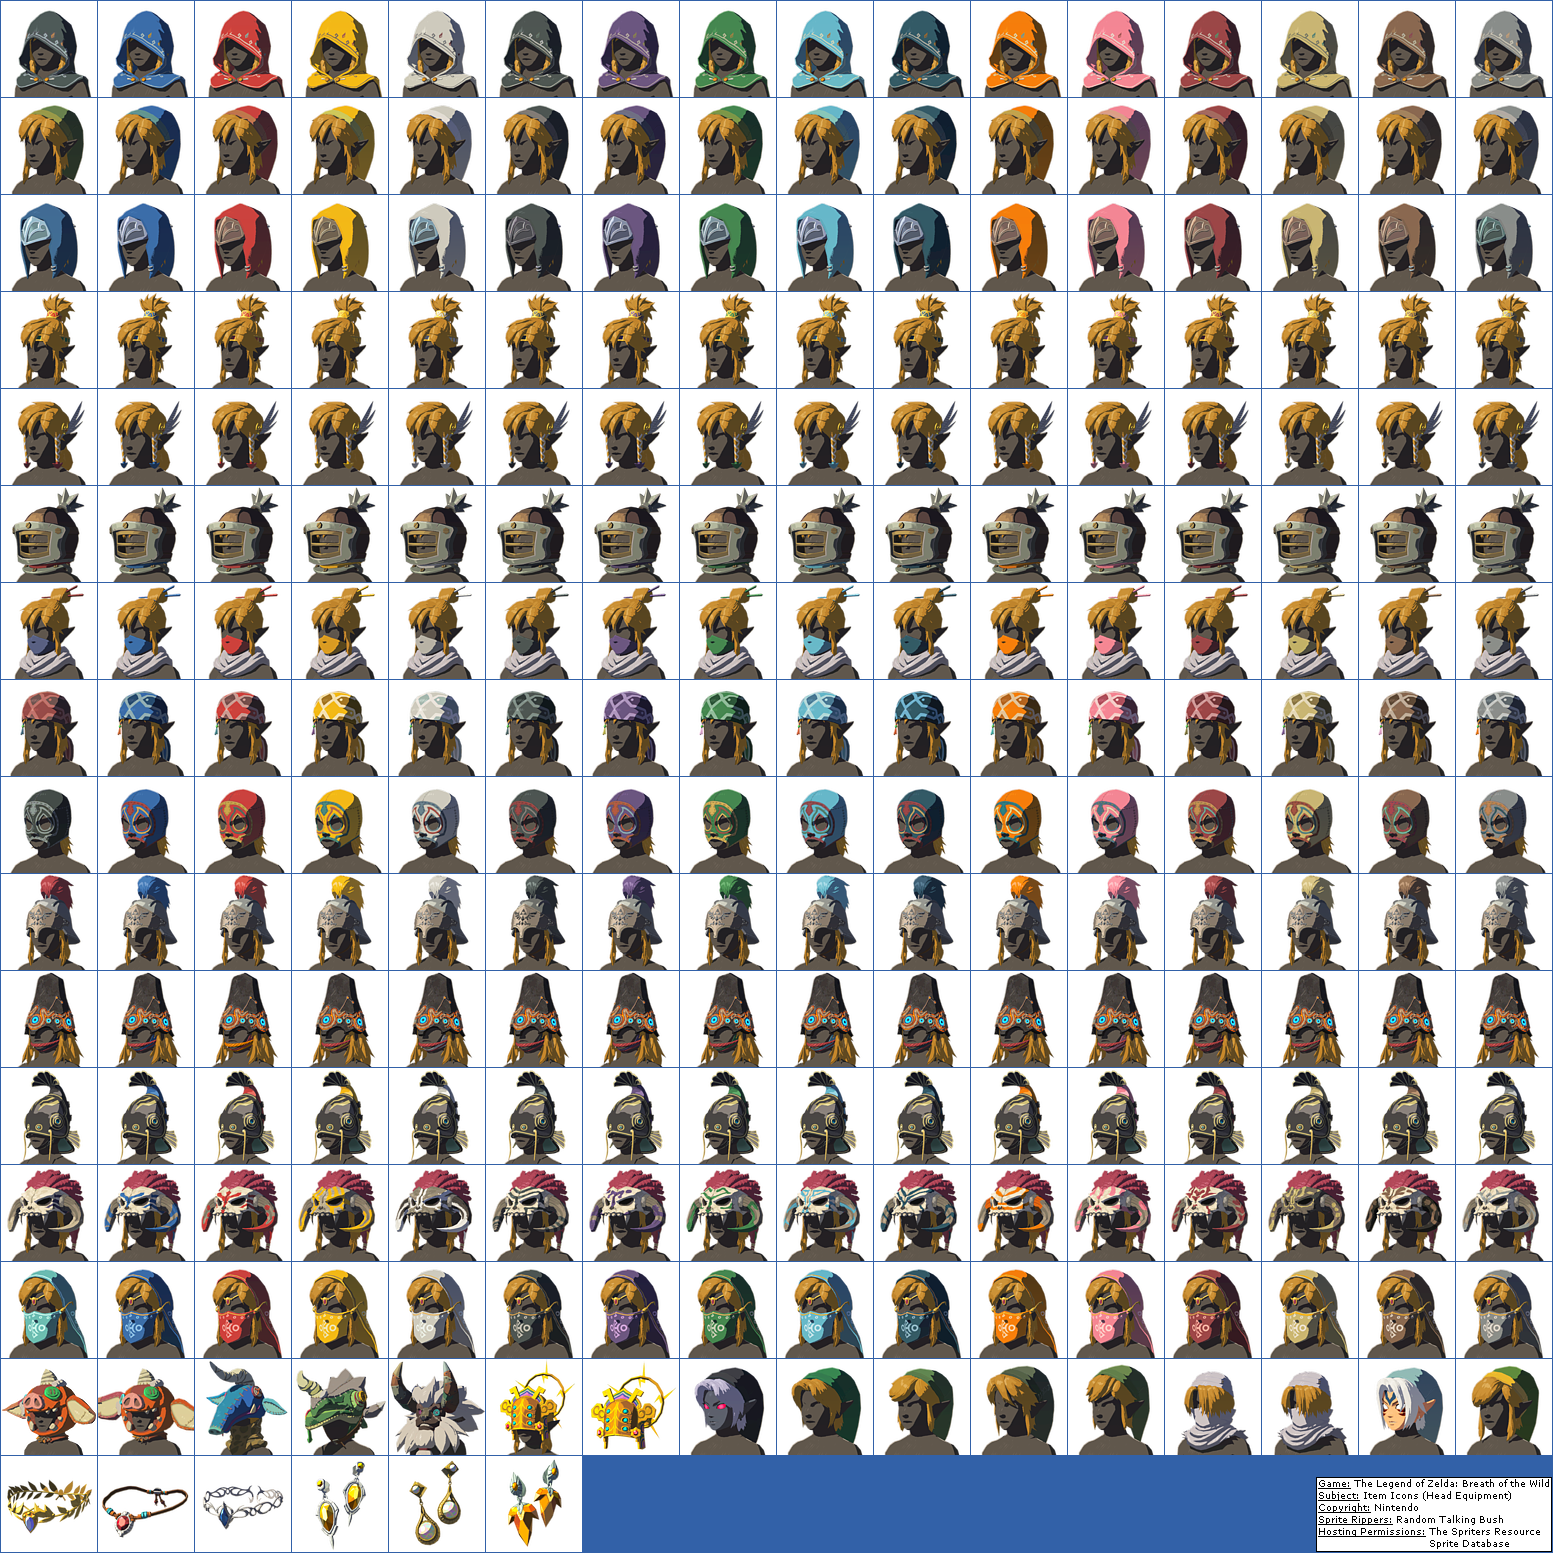 Game: The Legend of Zelda: Breath of the Wild
Subject: Item Icons (Head Equipment)
Copyright: Nintendo
Sprite Rippers: Random Talking Bush
Hosting Permissions: The Spriters Resource
Sprite Database